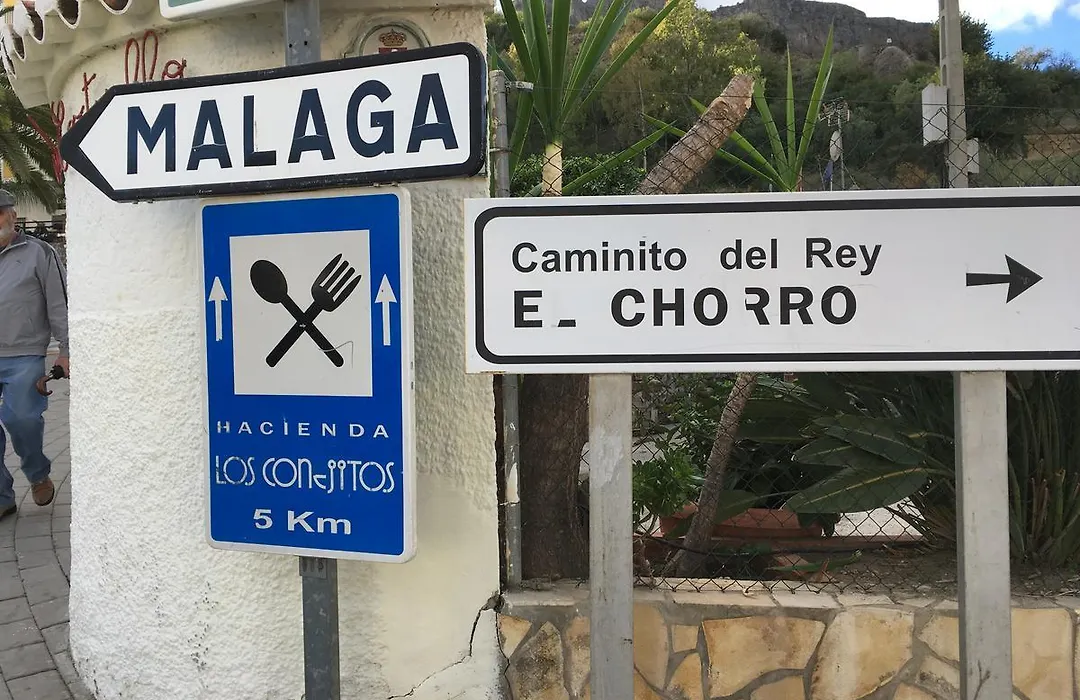 MALAGA
HACIENDA
LOS CONEJITOS
5 Km
Caminito del Rey
EL CHORRO